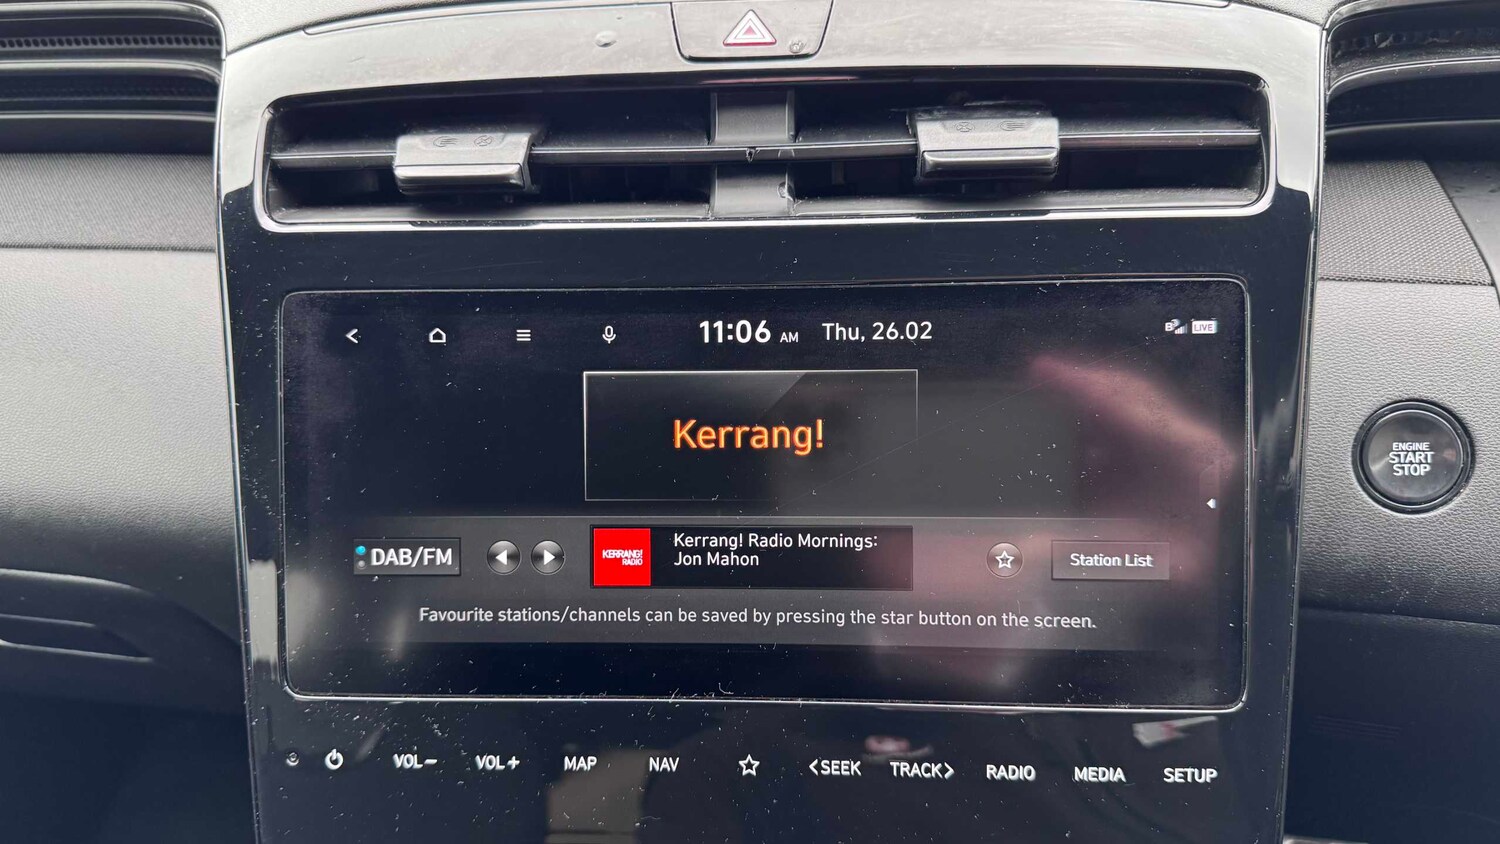 11:06 AM Thu, 26.02
LIVE
Kerrang!
ENGINE
START
STOP
DAB/FM
KERRANG!
RADIO
Kerrang! Radio Mornings:
Jon Mahon
Station List
Favourite stations/channels can be saved by pressing the star button on the screen.
VOL− VOL+ MAP NAV <SEEK TRACK> RADIO MEDIA SETUP